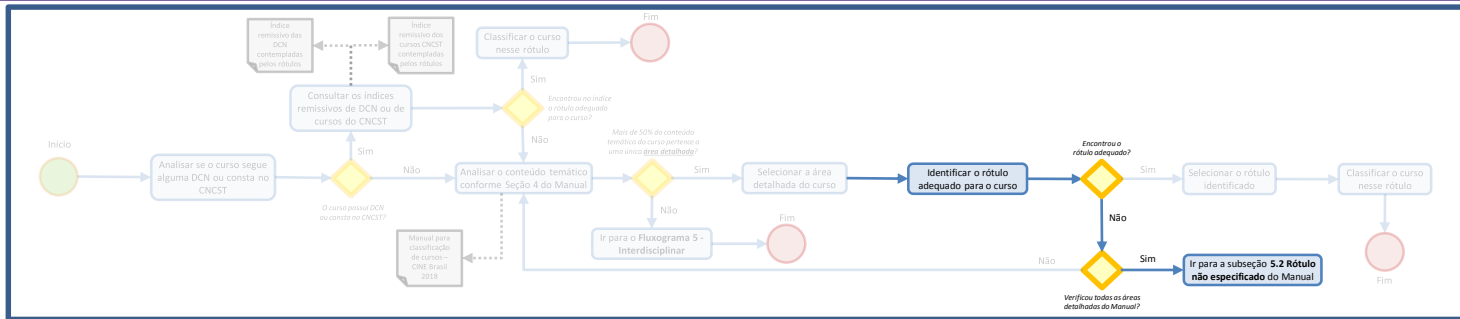 Índice
remissivo das
DCN
contempladas
pelos rótulos
Índice
remissivo dos
cursos CNCST
contemplados
pelos rótulos
Classificar o curso
nesse rótulo
Fim
Sim
Consultar os índices
remissivos de DCN ou de
cursos do CNCST
Encontrou no índice
o rótulo adequado
para o curso?
Não
Mais de 50% do conteúdo
temático do curso pertence a
uma única área detalhada?
Início
Analisar se o curso segue
alguma DCN ou consta no
CNCST
Sim
Não
O curso possui DCN
ou consta no CNCST?
Analisar o conteúdo temático
conforme Seção 4 do Manual
Sim
Selecionar a área
detalhada do curso
Identificar o rótulo
adequado para o curso
Encontrou o
rótulo adequado?
Sim
Selecionar o rótulo
identificado
Classificar o curso
nesse rótulo
Não
Ir para o Fluxograma 5 -
Interdisciplinar
Fim
Manual para
classificação
de cursos –
CINE Brasil
2018
Não
Não
Sim
Ir para a subseção 5.2 Rótulo
não especificado do Manual
Fim
Verificou todas as áreas
detalhadas do Manual?